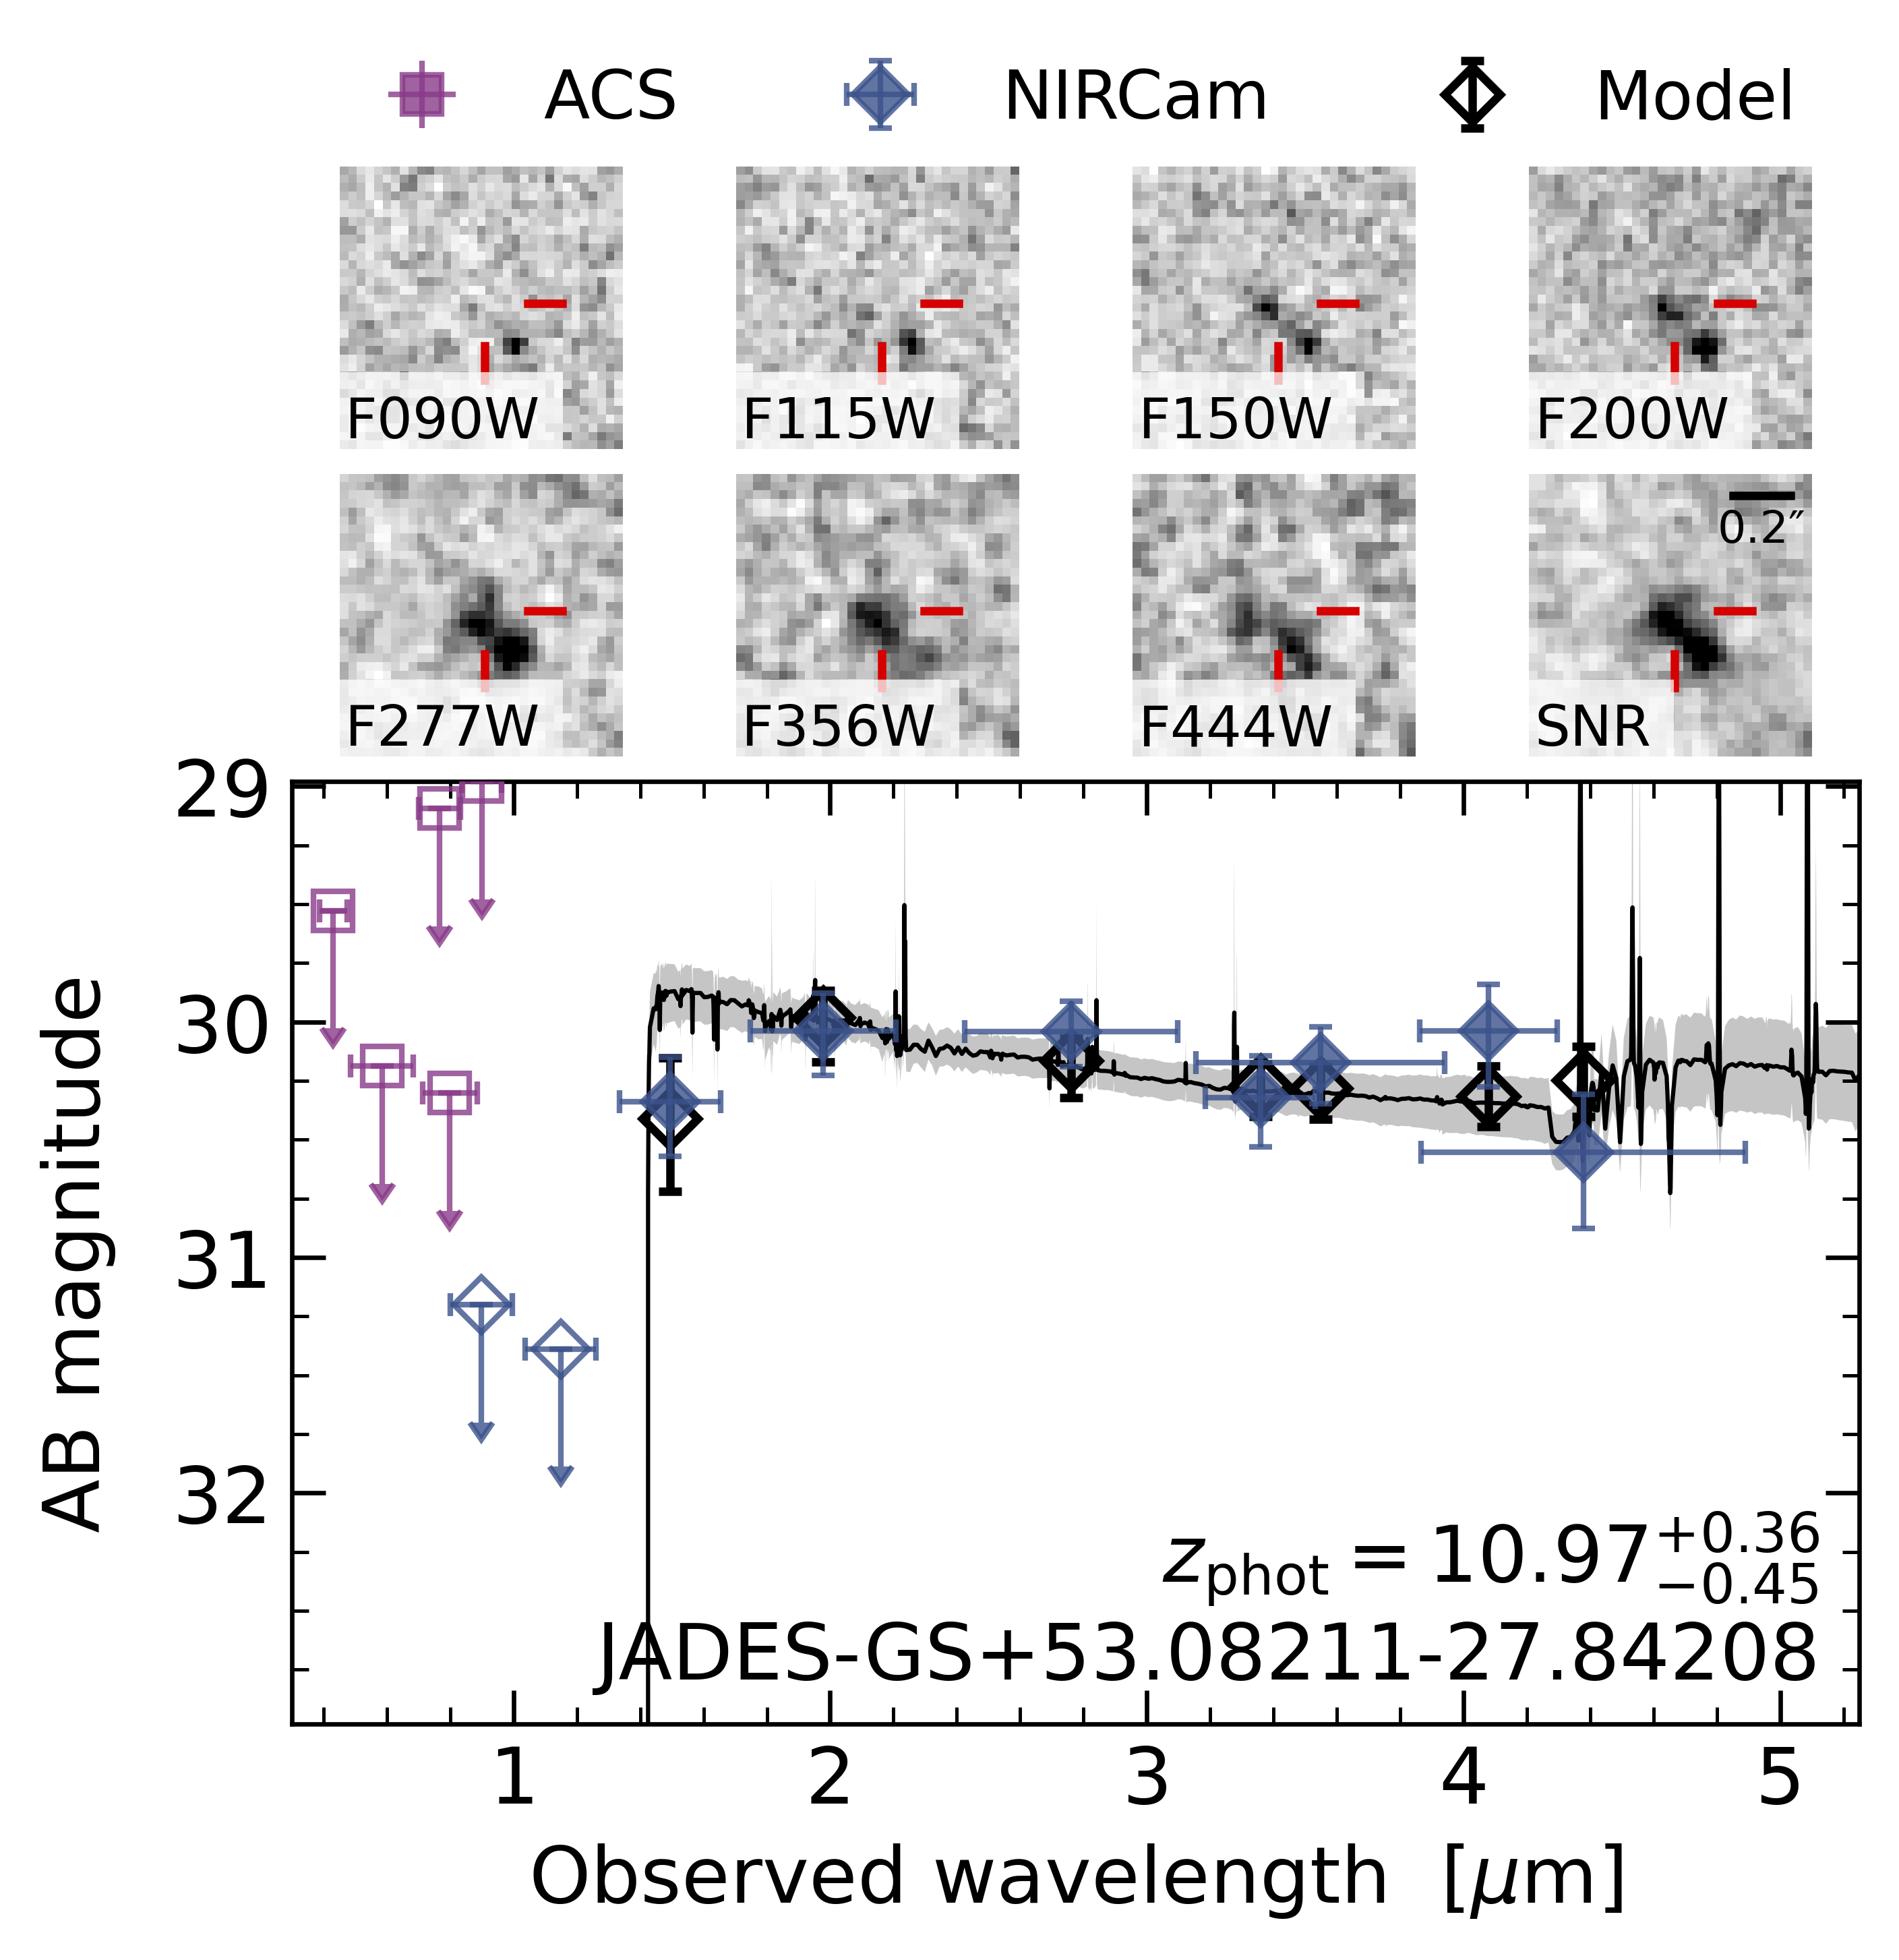 ACS NIRCam Model
F090W F115W F150W F200W
0.2″
F277W F356W F444W SNR
29
30
31
32
AB magnitude
z_phot = 10.97^{+0.36}_{−0.45}
JADES-GS+53.08211-27.84208
1 2 3 4 5
Observed wavelength [μm]